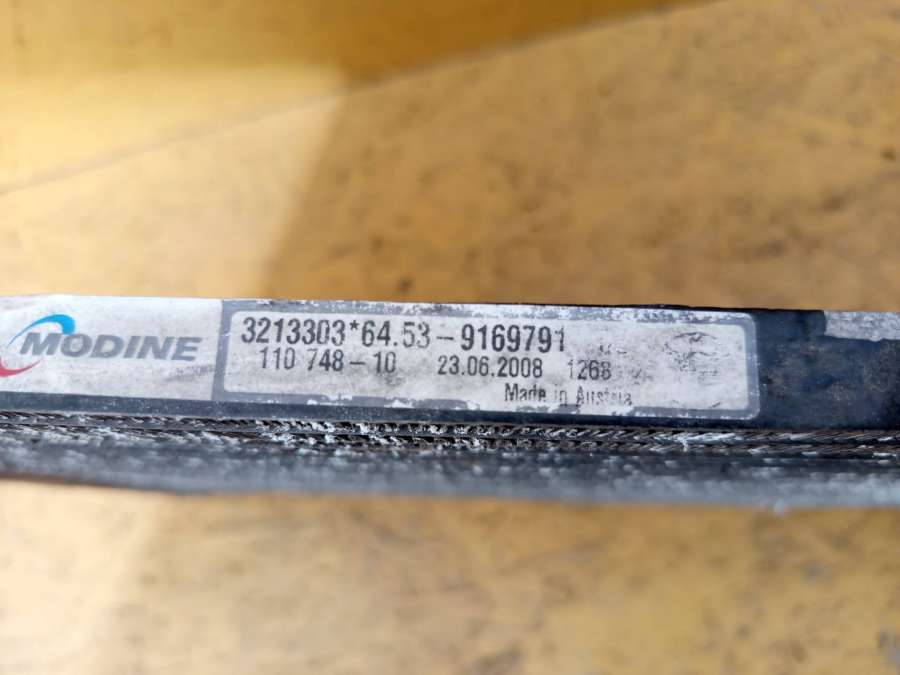 MODINE
3213303*64.53-9169791
110 748-10 23.06.2008 1268
Made in Austria